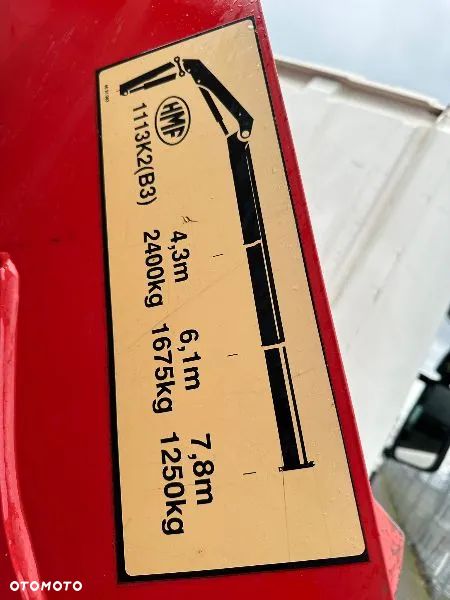 HMF
1113K2(B3)
4,3m 6,1m 7,8m
2400kg 1675kg 1250kg
OTOMOTO